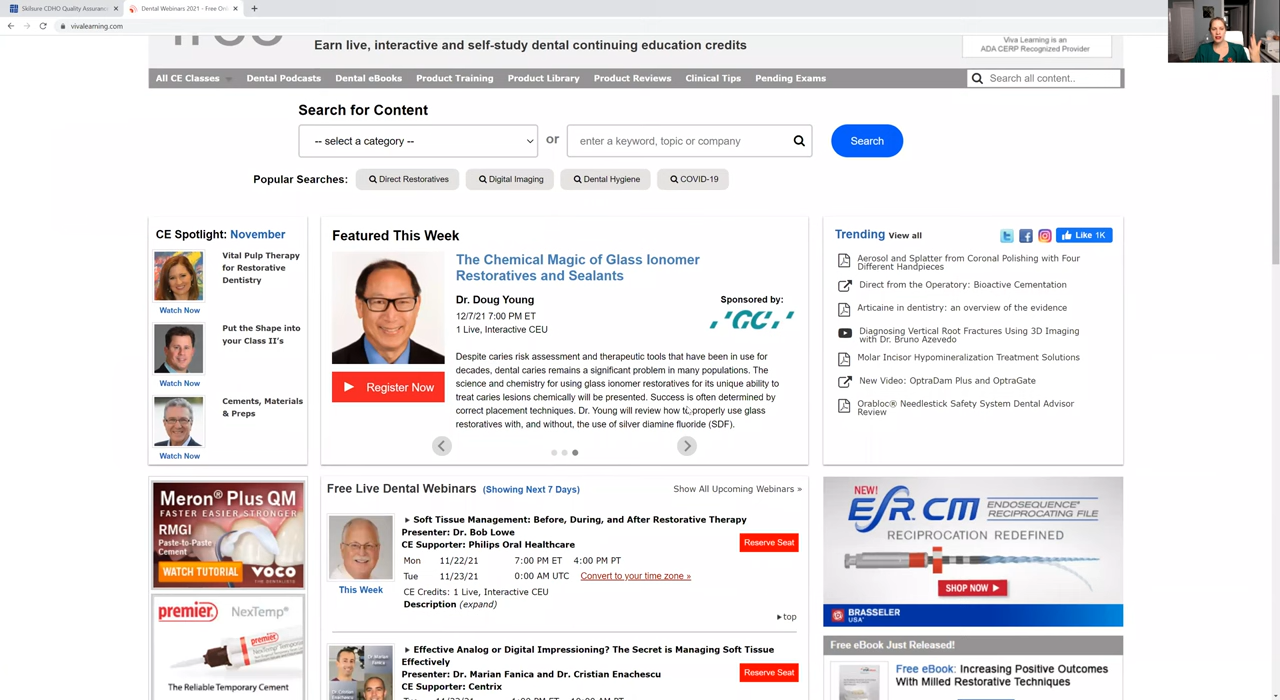 Skilsure CDHO Quality Assurance
Dental Webinars 2021 - Free On
vivalearning.com
Earn live, interactive and self-study dental continuing education credits
Viva Learning is an
ADA CERP Recognized Provider
All CE Classes
Dental Podcasts
Dental eBooks
Product Training
Product Library
Product Reviews
Clinical Tips
Pending Exams
Search all content..
Search for Content
-- select a category --
or
enter a keyword, topic or company
Search
Popular Searches:
Direct Restoratives
Digital Imaging
Dental Hygiene
COVID-19
CE Spotlight: November
Vital Pulp Therapy
for Restorative
Dentistry
Watch Now
Put the Shape into
your Class II's
Watch Now
Cements, Materials
& Preps
Watch Now
Featured This Week
The Chemical Magic of Glass Ionomer
Restoratives and Sealants
Dr. Doug Young
12/7/21 7:00 PM ET
1 Live, Interactive CEU
Sponsored by:
GC
Despite caries risk assessment and therapeutic tools that have been in use for
decades, dental caries remains a significant problem in many populations. The
science and chemistry for using glass ionomer restoratives for its unique ability to
treat caries lesions chemically will be presented. Success is often determined by
correct placement techniques. Dr. Young will review how to properly use glass
restoratives with, and without, the use of silver diamine fluoride (SDF).
Register Now
Trending View all
Like 1K
Aerosol and Splatter from Coronal Polishing with Four
Different Handpieces
Direct from the Operatory: Bioactive Cementation
Articaine in dentistry: an overview of the evidence
Diagnosing Vertical Root Fractures Using 3D Imaging
with Dr. Bruno Azevedo
Molar Incisor Hypomineralization Treatment Solutions
New Video: OptraDam Plus and OptraGate
Orabloc® Needlestick Safety System Dental Advisor
Review
Meron® Plus QM
FASTER EASIER STRONGER
RMGI
Paste-to-Paste
Cement
WATCH TUTORIAL
VOCO
THE DENTALISTS
premier® NexTemp®
premier
The Reliable Temporary Cement
Free Live Dental Webinars (Showing Next 7 Days)
Show All Upcoming Webinars »
Soft Tissue Management: Before, During, and After Restorative Therapy
Presenter: Dr. Bob Lowe
CE Supporter: Philips Oral Healthcare
Mon 11/22/21 7:00 PM ET 4:00 PM PT
Tue 11/23/21 0:00 AM UTC Convert to your time zone »
CE Credits: 1 Live, Interactive CEU
Description (expand)
Reserve Seat
This Week
top
Effective Analog or Digital Impressioning? The Secret is Managing Soft Tissue
Effectively
Presenter: Dr. Marian Fanica and Dr. Cristian Enachescu
CE Supporter: Centrix
Reserve Seat
NEW!
ESR CM
ENDOSEQUENCE®
RECIPROCATING FILE
RECIPROCATION REDEFINED
SHOP NOW
BRASSELER
USA®
Free eBook Just Released!
Free eBook: Increasing Positive Outcomes
With Milled Restorative Techniques